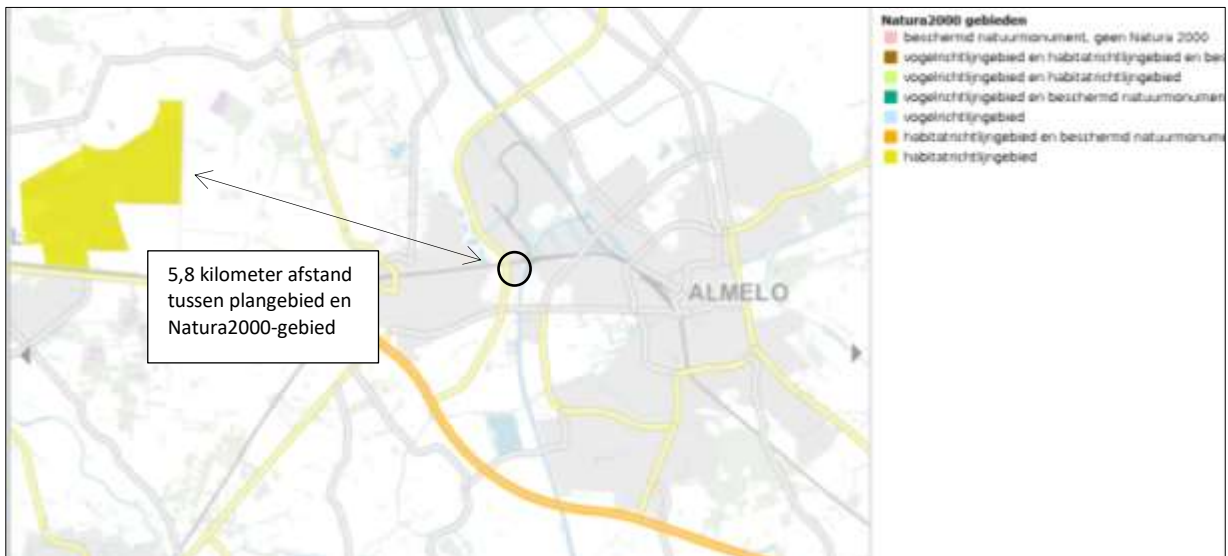 Natura2000 gebieden
beschermd natuurmonument, geen Natura 2000
vogelrichtlijngebied en habitatrichtlijngebied en bes
vogelrichtlijngebied en habitatrichtlijngebied
vogelrichtlijngebied en beschermd natuurmonumen
vogelrichtlijngebied
habitatrichtlijngebied en beschermd natuurmonume
habitatrichtlijngebied
5,8 kilometer afstand
tussen plangebied en
Natura2000-gebied
ALMELO